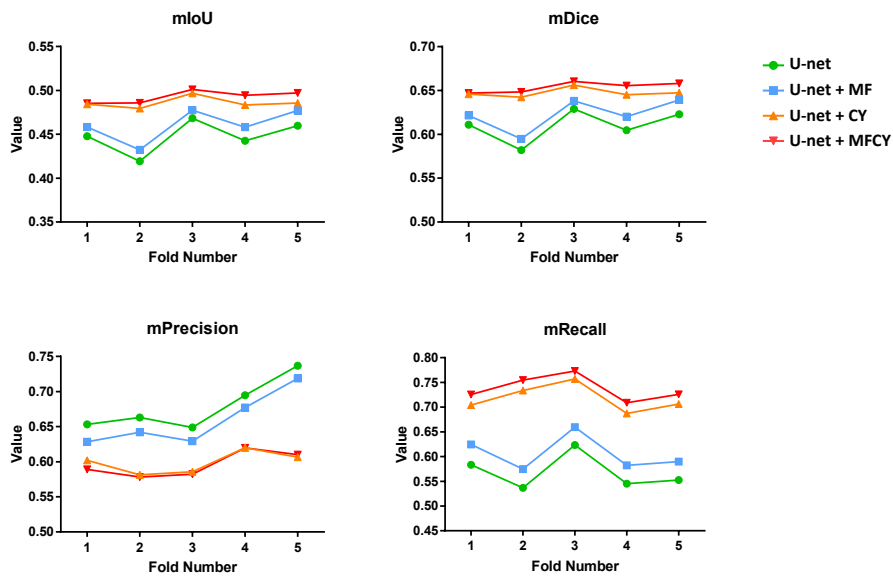 mIoU
0.55
0.50
0.45
0.40
0.35
Value
1 2 3 4 5
Fold Number
mDice
0.70
0.65
0.60
0.55
0.50
Value
1 2 3 4 5
Fold Number
U-net
U-net + MF
U-net + CY
U-net + MFCY
mPrecision
0.75
0.70
0.65
0.60
0.55
0.50
Value
1 2 3 4 5
Fold Number
mRecall
0.80
0.75
0.70
0.65
0.60
0.55
0.50
0.45
Value
1 2 3 4 5
Fold Number